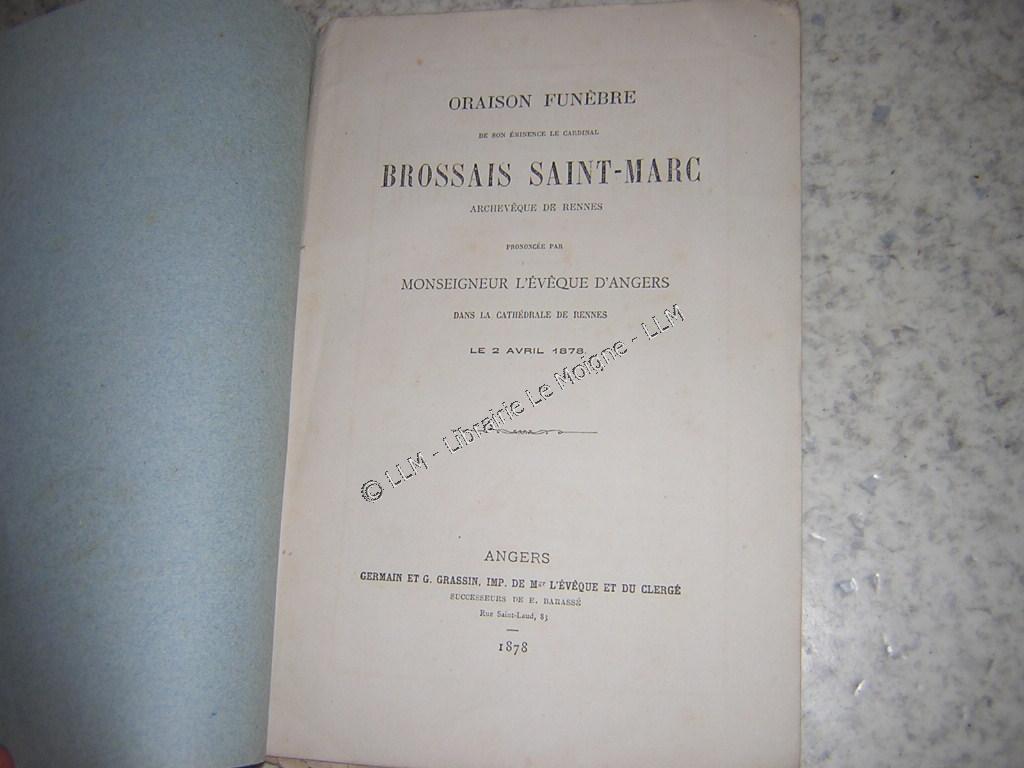 ORAISON FUNÈBRE
DE SON ÉMINENCE LE CARDINAL
BROSSAIS SAINT-MARC
ARCHEVÊQUE DE RENNES
PRONONCÉE PAR
MONSEIGNEUR L'ÉVÊQUE D'ANGERS
DANS LA CATHÉDRALE DE RENNES
LE 2 AVRIL 1878.
© LLM - Librairie Le Moigne - LLM
ANGERS
GERMAIN ET G. GRASSIN, IMP. DE Mgr L'ÉVÊQUE ET DU CLERGÉ
SUCCESSEURS DE E. BARASSÉ
Rue Saint-Laud, 83
1878